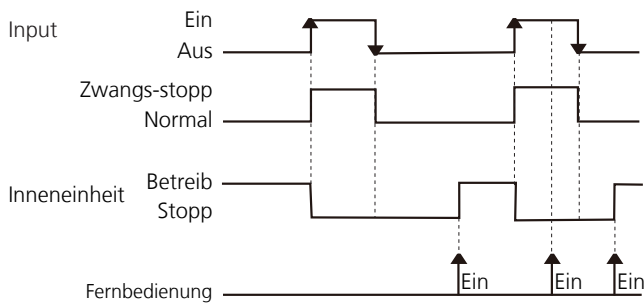 Input
Ein
Aus
Zwangs-stopp
Normal
Inneneinheit
Betreib
Stopp
Fernbedienung
Ein
Ein
Ein